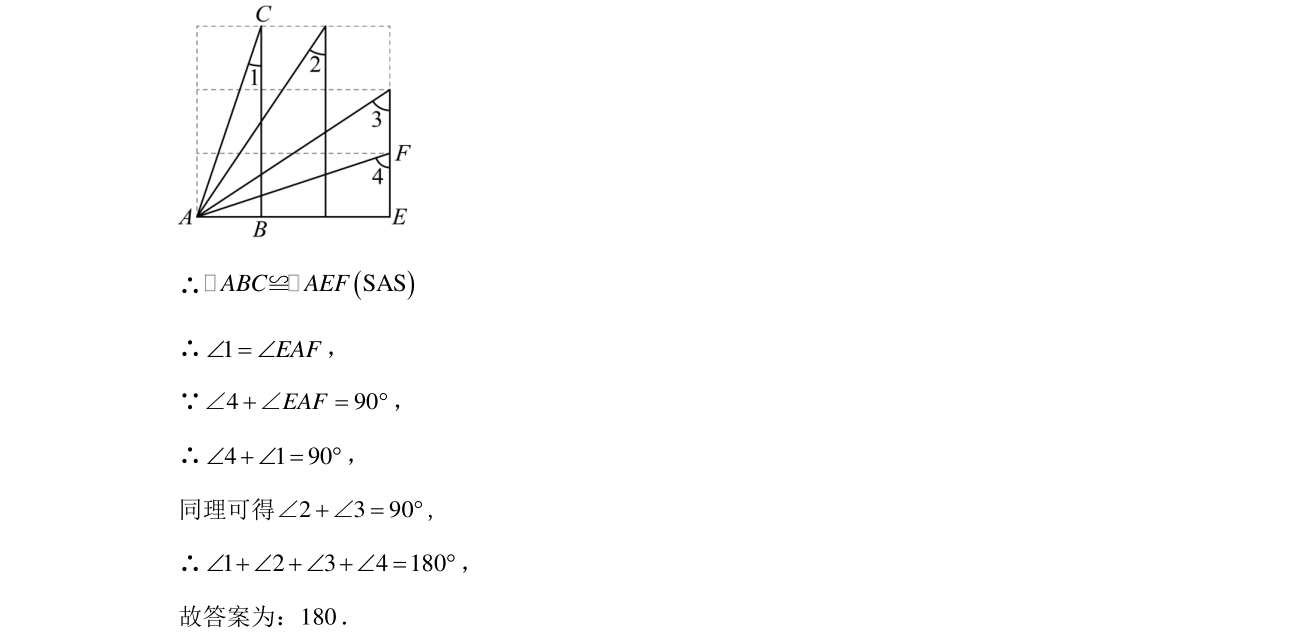 C
1
2
3
F
4
A
E
B
∴□ABC≌□AEF(SAS)
∴∠1=∠EAF，
∵∠4+∠EAF=90°，
∴∠4+∠1=90°，
同理可得∠2+∠3=90°，
∴∠1+∠2+∠3+∠4=180°，
故答案为：180．